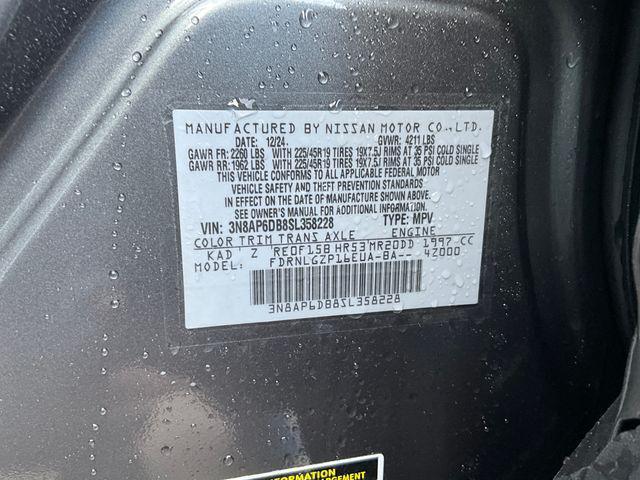 MANUFACTURED BY NISSAN MOTOR CO., LTD.
DATE: 12/24 GVWR: 4211 LBS
GAWR FR: 2260 LBS WITH 225/45R19 TIRES 19X7.5J RIMS AT 35 PSI COLD SINGLE
GAWR RR: 1962 LBS WITH 225/45R19 TIRES 19X7.5J RIMS AT 35 PSI COLD SINGLE
THIS VEHICLE CONFORMS TO ALL APPLICABLE FEDERAL MOTOR
VEHICLE SAFETY AND THEFT PREVENTION STANDARDS
IN EFFECT ON THE DATE OF MANUFACTURE SHOWN ABOVE.
SEE OWNER'S MANUAL FOR ADDITIONAL INFORMATION.
VIN: 3N8AP6DB8SL358228 TYPE: MPV
COLOR TRIM TRANS AXLE ENGINE
KAD Z RE0F15B HR53 MR20DD 1997 CC
MODEL: FDRNLGZP16EUA-BA-- 4Z000
3N8AP6DB8SL358228
INFORMATION